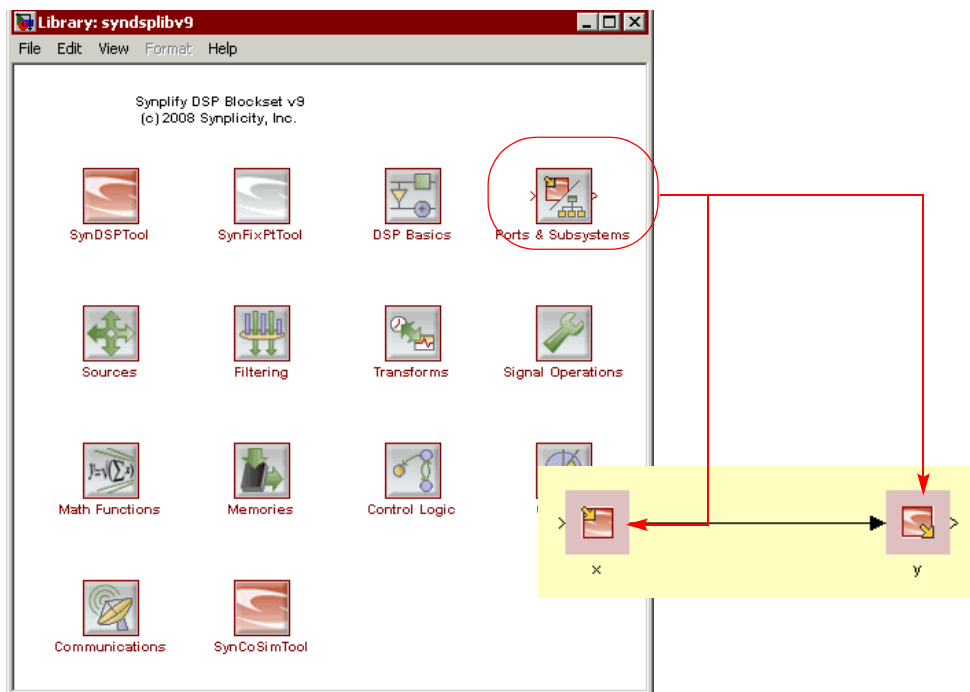 Library: syndsplibv9
File Edit View Format Help
Synplify DSP Blockset v9
(c) 2008 Synplicity, Inc.
SynDSPTool SynFixPtTool DSP Basics Ports & Subsystems
Sources Filtering Transforms Signal Operations
Math Functions Memories Control Logic
x y
Communications SynCoSimTool